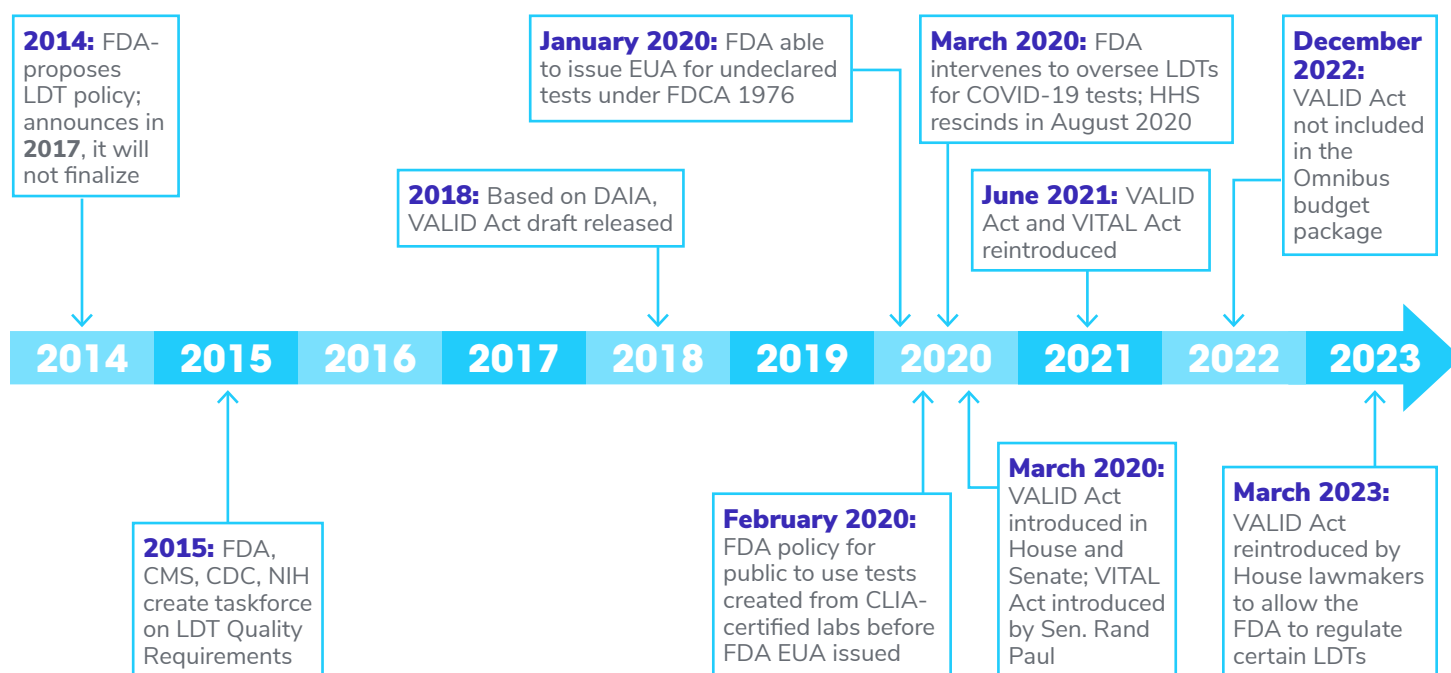 2014: FDA-
proposes
LDT policy;
announces in
2017, it will
not finalize
January 2020: FDA able
to issue EUA for undeclared
tests under FDCA 1976
March 2020: FDA
intervenes to oversee LDTs
for COVID-19 tests; HHS
rescinds in August 2020
December
2022:
VALID Act
not included
in the
Omnibus
budget
package
2018: Based on DAIA,
VALID Act draft released
June 2021: VALID
Act and VITAL Act
reintroduced
2014 2015 2016 2017 2018 2019 2020 2021 2022 2023
2015: FDA,
CMS, CDC, NIH
create taskforce
on LDT Quality
Requirements
February 2020:
FDA policy for
public to use tests
created from CLIA-
certified labs before
FDA EUA issued
March 2020:
VALID Act
introduced in
House and
Senate; VITAL
Act introduced
by Sen. Rand
Paul
March 2023:
VALID Act
reintroduced by
House lawmakers
to allow the
FDA to regulate
certain LDTs